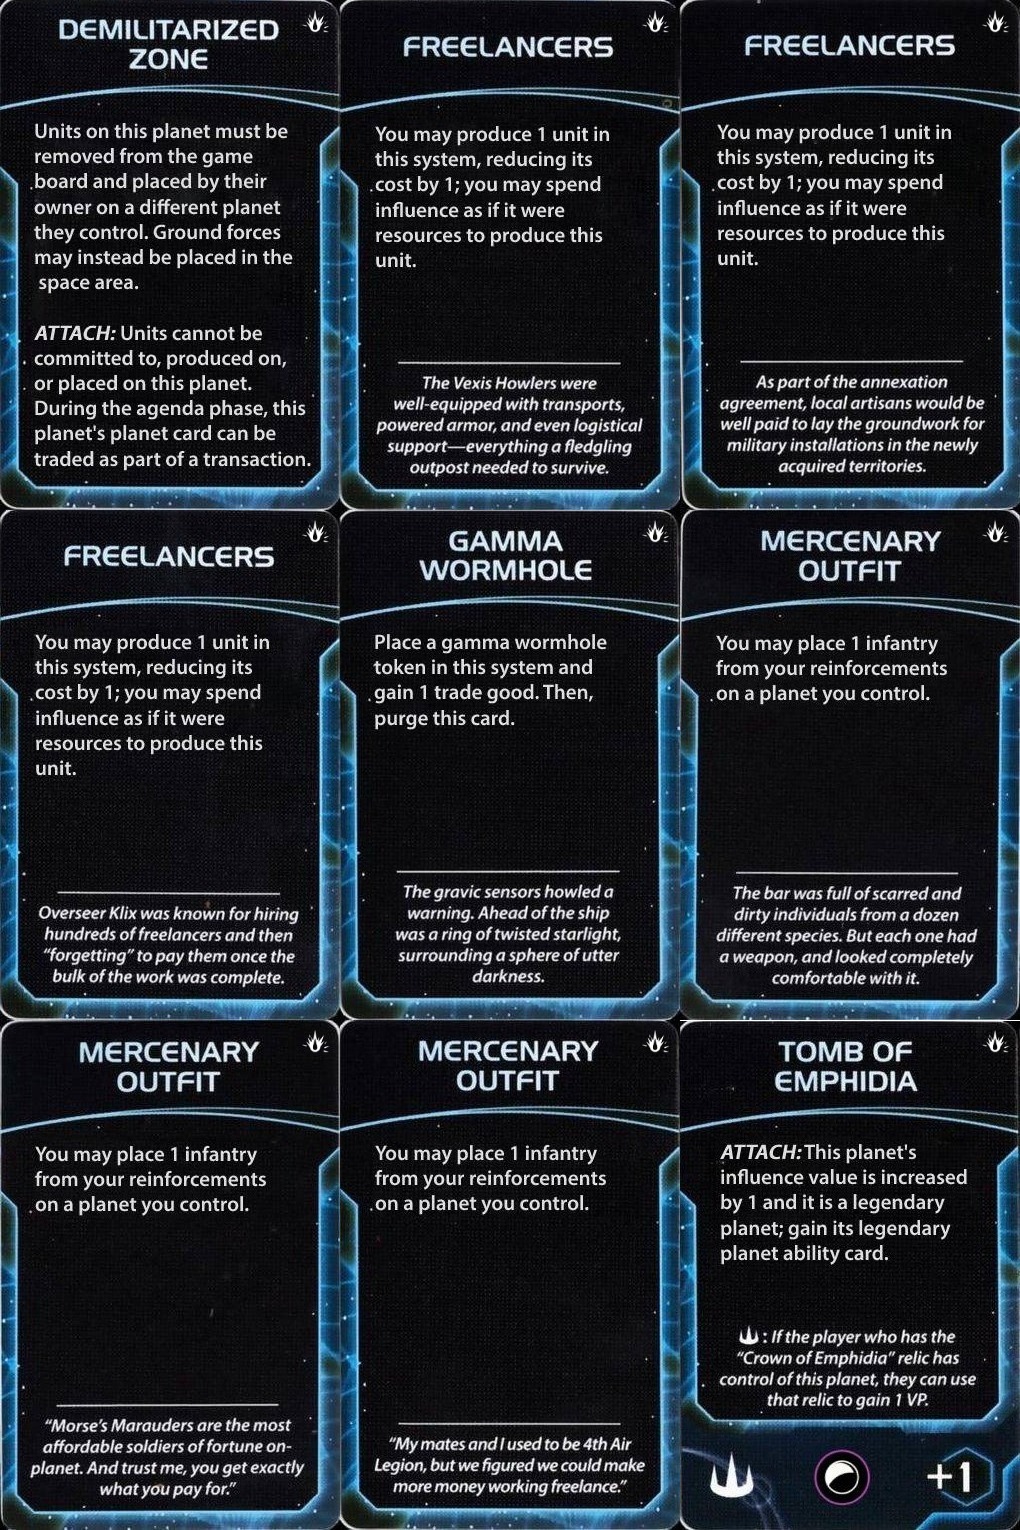 DEMILITARIZED
ZONE
Units on this planet must be
removed from the game
board and placed by their
owner on a different planet
they control. Ground forces
may instead be placed in the
space area.
ATTACH: Units cannot be
committed to, produced on,
or placed on this planet.
During the agenda phase, this
planet's planet card can be
traded as part of a transaction.
FREELANCERS
You may produce 1 unit in
this system, reducing its
cost by 1; you may spend
influence as if it were
resources to produce this
unit.
The Vexis Howlers were
well-equipped with transports,
powered armor, and even logistical
support—everything a fledgling
outpost needed to survive.
FREELANCERS
You may produce 1 unit in
this system, reducing its
cost by 1; you may spend
influence as if it were
resources to produce this
unit.
As part of the annexation
agreement, local artisans would be
well paid to lay the groundwork for
military installations in the newly
acquired territories.
FREELANCERS
You may produce 1 unit in
this system, reducing its
cost by 1; you may spend
influence as if it were
resources to produce this
unit.
Overseer Klix was known for hiring
hundreds of freelancers and then
“forgetting” to pay them once the
bulk of the work was complete.
GAMMA
WORMHOLE
Place a gamma wormhole
token in this system and
gain 1 trade good. Then,
purge this card.
The gravic sensors howled a
warning. Ahead of the ship
was a ring of twisted starlight,
surrounding a sphere of utter
darkness.
MERCENARY
OUTFIT
You may place 1 infantry
from your reinforcements
on a planet you control.
The bar was full of scarred and
dirty individuals from a dozen
different species. But each one had
a weapon, and looked completely
comfortable with it.
MERCENARY
OUTFIT
You may place 1 infantry
from your reinforcements
on a planet you control.
“Morse's Marauders are the most
affordable soldiers of fortune on-
planet. And trust me, you get exactly
what you pay for.”
MERCENARY
OUTFIT
You may place 1 infantry
from your reinforcements
on a planet you control.
“My mates and I used to be 4th Air
Legion, but we figured we could make
more money working freelance.”
TOMB OF
EMPHIDIA
ATTACH: This planet's
influence value is increased
by 1 and it is a legendary
planet; gain its legendary
planet ability card.
: If the player who has the
“Crown of Emphidia” relic has
control of this planet, they can use
that relic to gain 1 VP.
+1